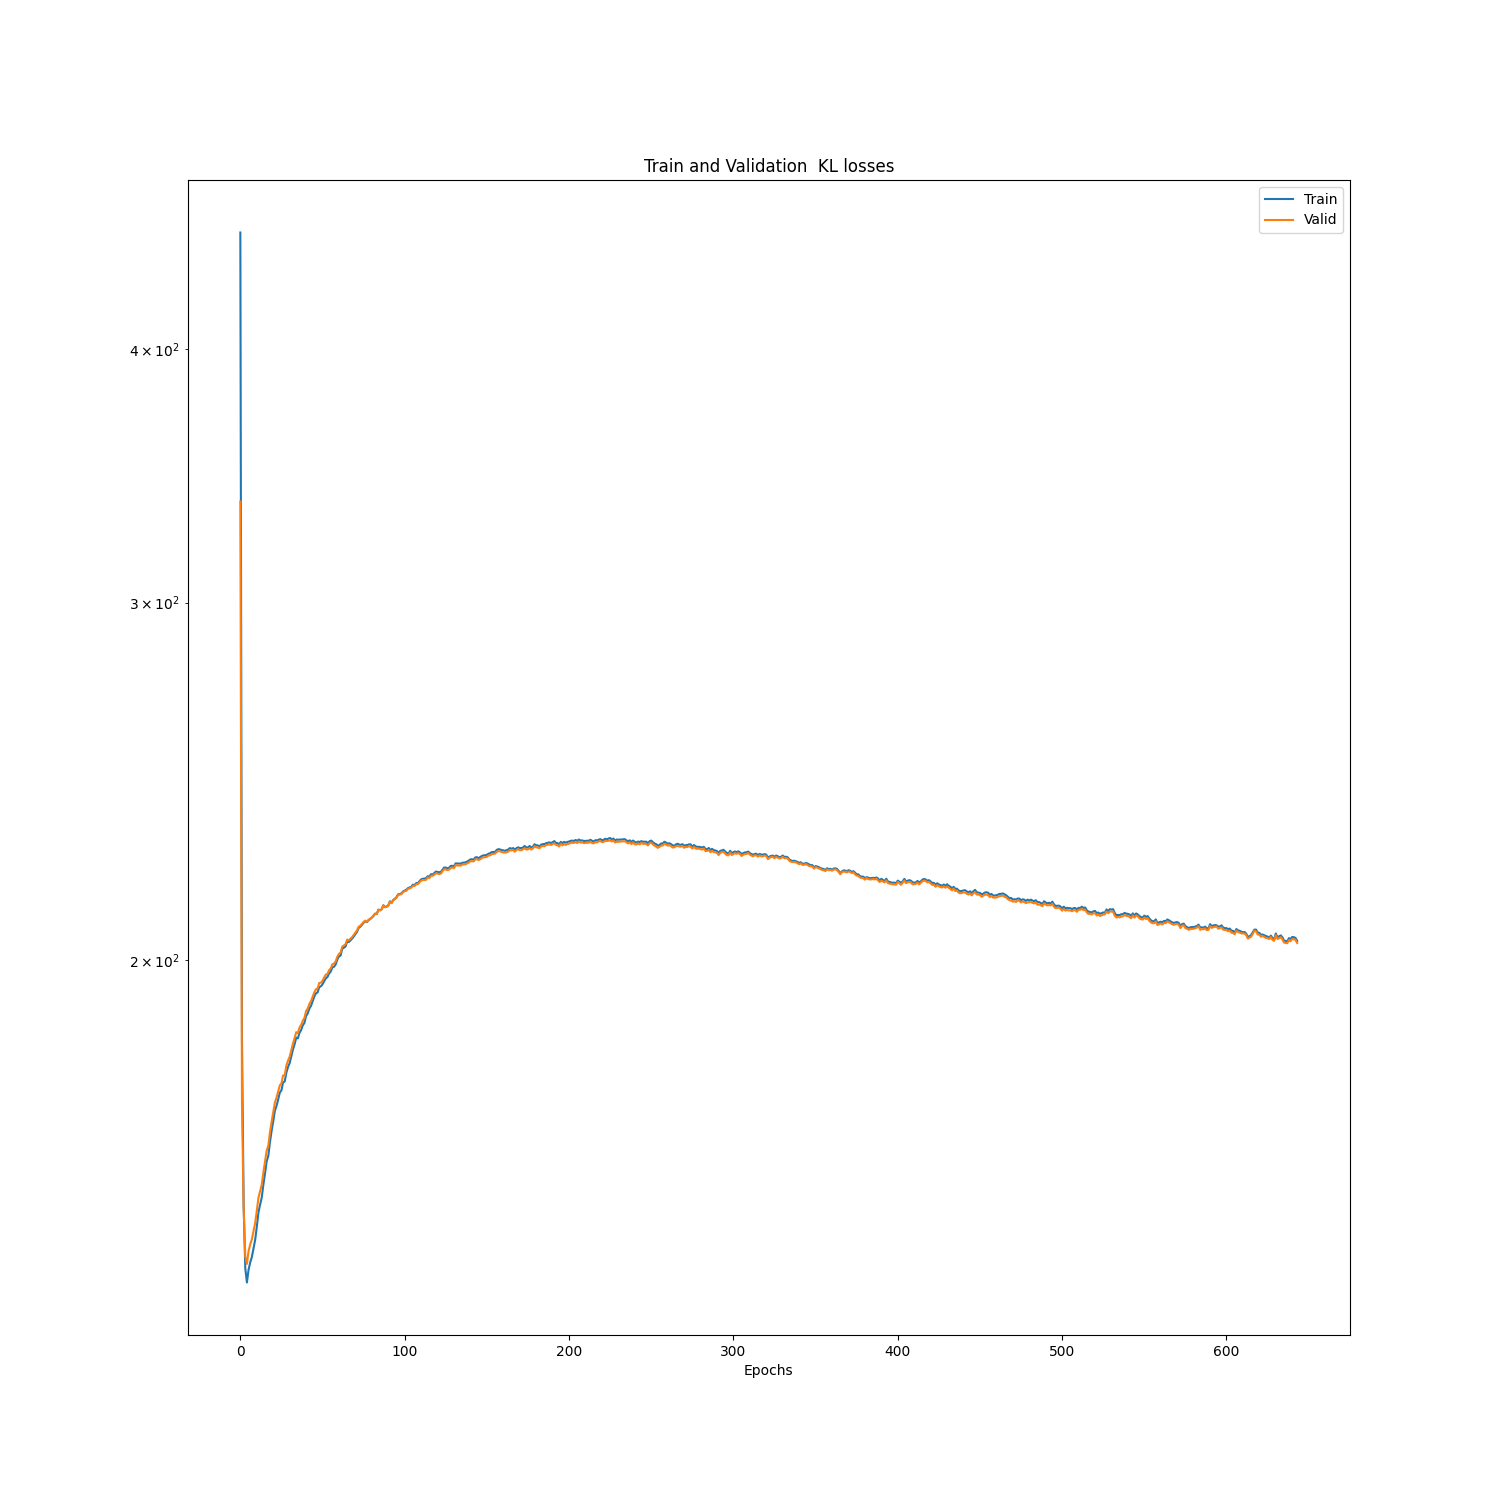 Train and Validation  KL losses
Train
Valid
4 × 10²
3 × 10²
2 × 10²
0 100 200 300 400 500 600
Epochs